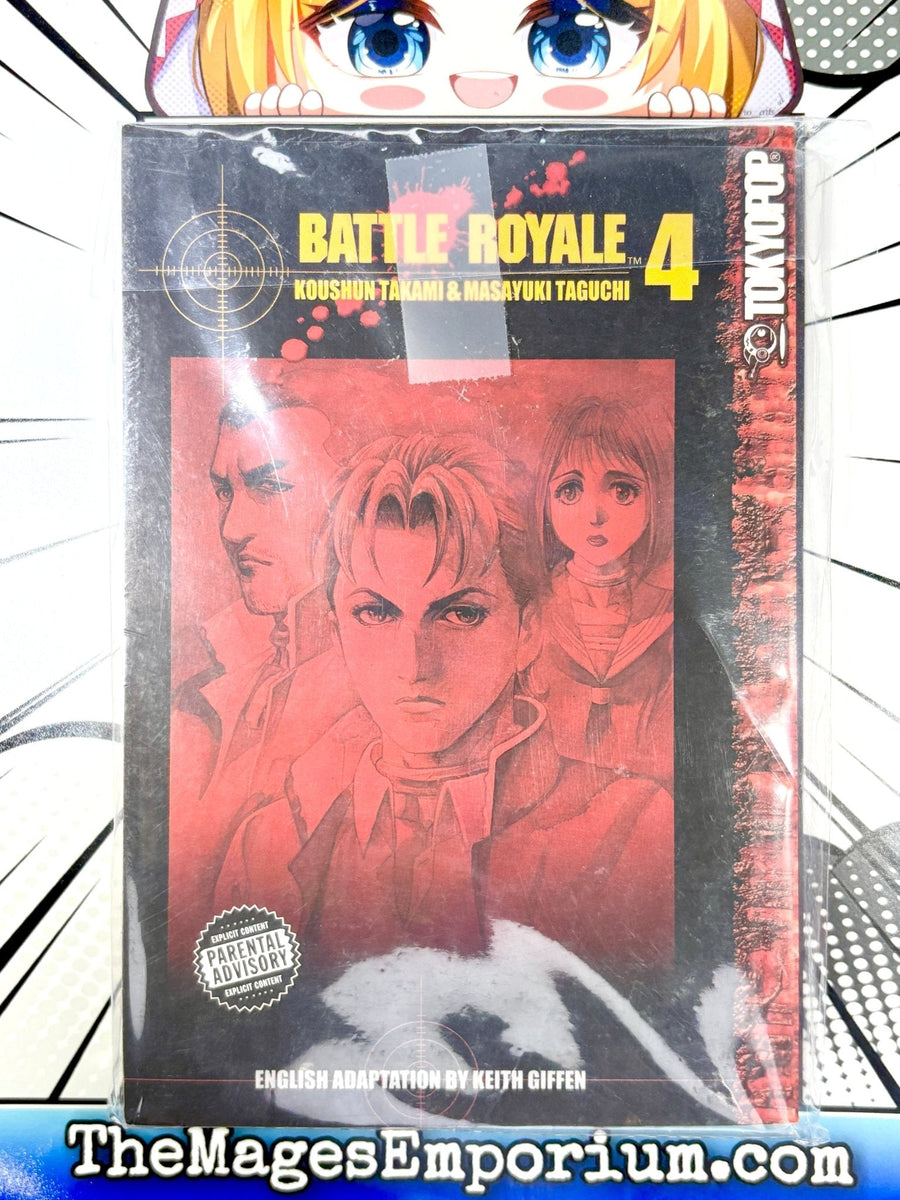 BATTLE ROYALE™ 4
KOUSHUN TAKAMI & MASAYUKI TAGUCHI
TOKYOPOP®
EXPLICIT CONTENT
PARENTAL
ADVISORY
EXPLICIT CONTENT
ENGLISH ADAPTATION BY KEITH GIFFEN
TheMagesEmporium.com